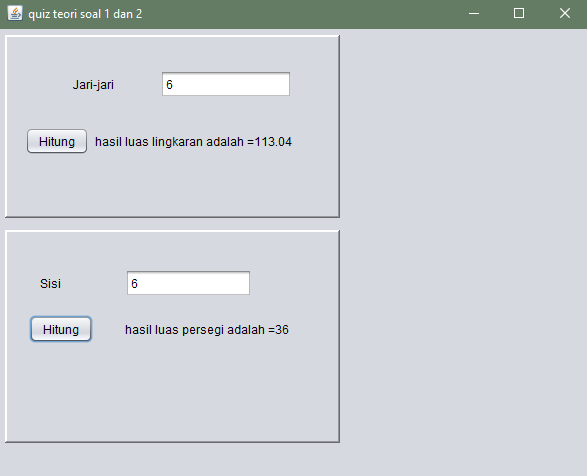 quiz teori soal 1 dan 2
Jari-jari 6
Hitung hasil luas lingkaran adalah =113.04
Sisi 6
Hitung hasil luas persegi adalah =36